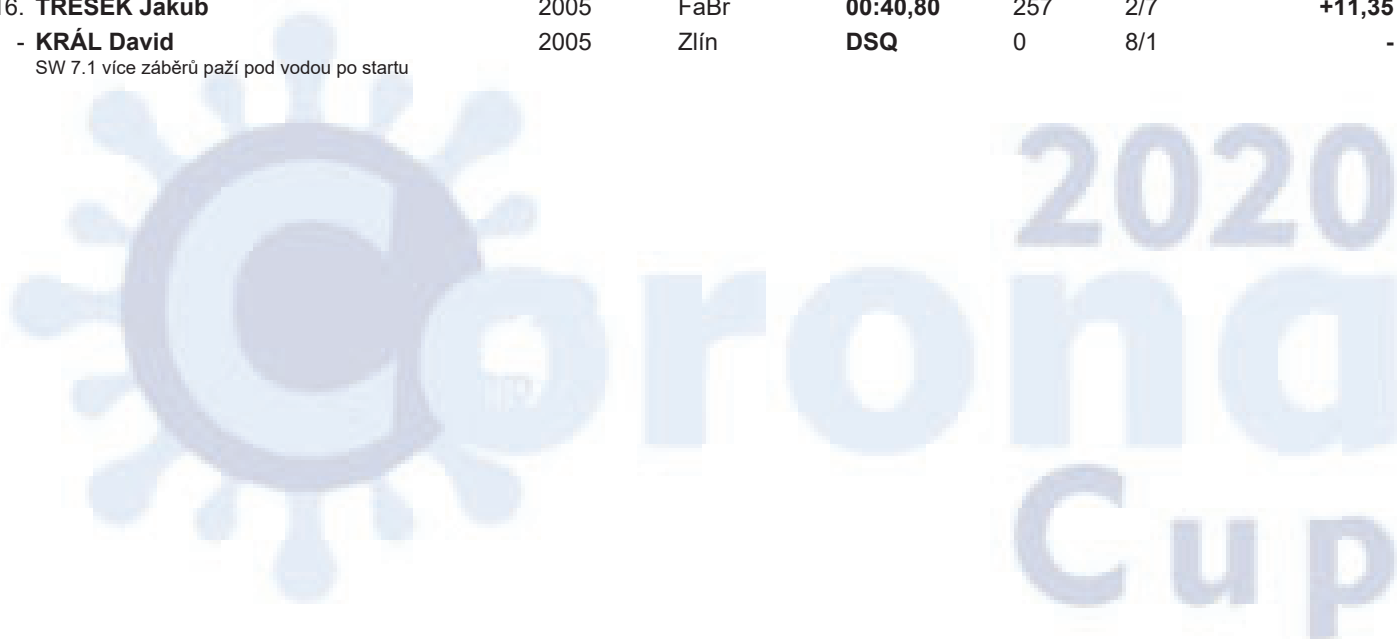 16. TRESEK Jakub 2005 FaBr 00:40,80 257 2/7 +11,35
- KRÁL David 2005 Zlín DSQ 0 8/1 -
SW 7.1 více záběrů paží pod vodou po startu
2020
Corona
Cup